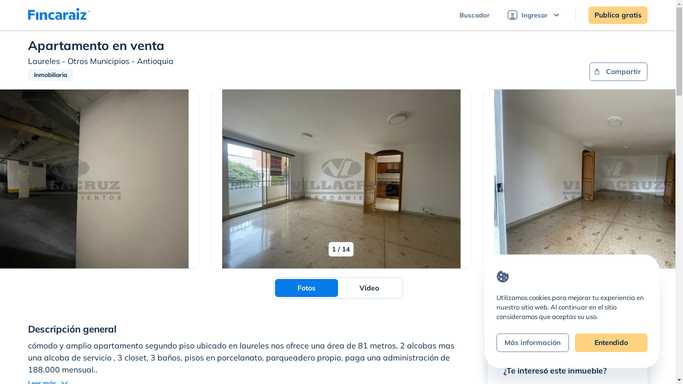 Fincaraiz
Buscador
Ingresar
Publica gratis
Apartamento en venta
Laureles - Otros Municipios - Antioquia
Inmobiliaria
Compartir
VILLACRUZ
ARRENDAMIENTOS
1 / 14
Fotos
Video
Descripción general
cómodo y amplio apartamento segundo piso ubicado en laureles nos ofrece una área de 81 metros, 2 alcobas mas
una alcoba de servicio , 3 closet, 3 baños, pisos en porcelanato, parqueadero propio, paga una administración de
188.000 mensual..
Leer más
Utilizamos cookies para mejorar tu experiencia en
nuestro sitio web. Al continuar en el sitio
consideramos que aceptas su uso.
Más información
Entendido
¿Te interesó este inmueble?